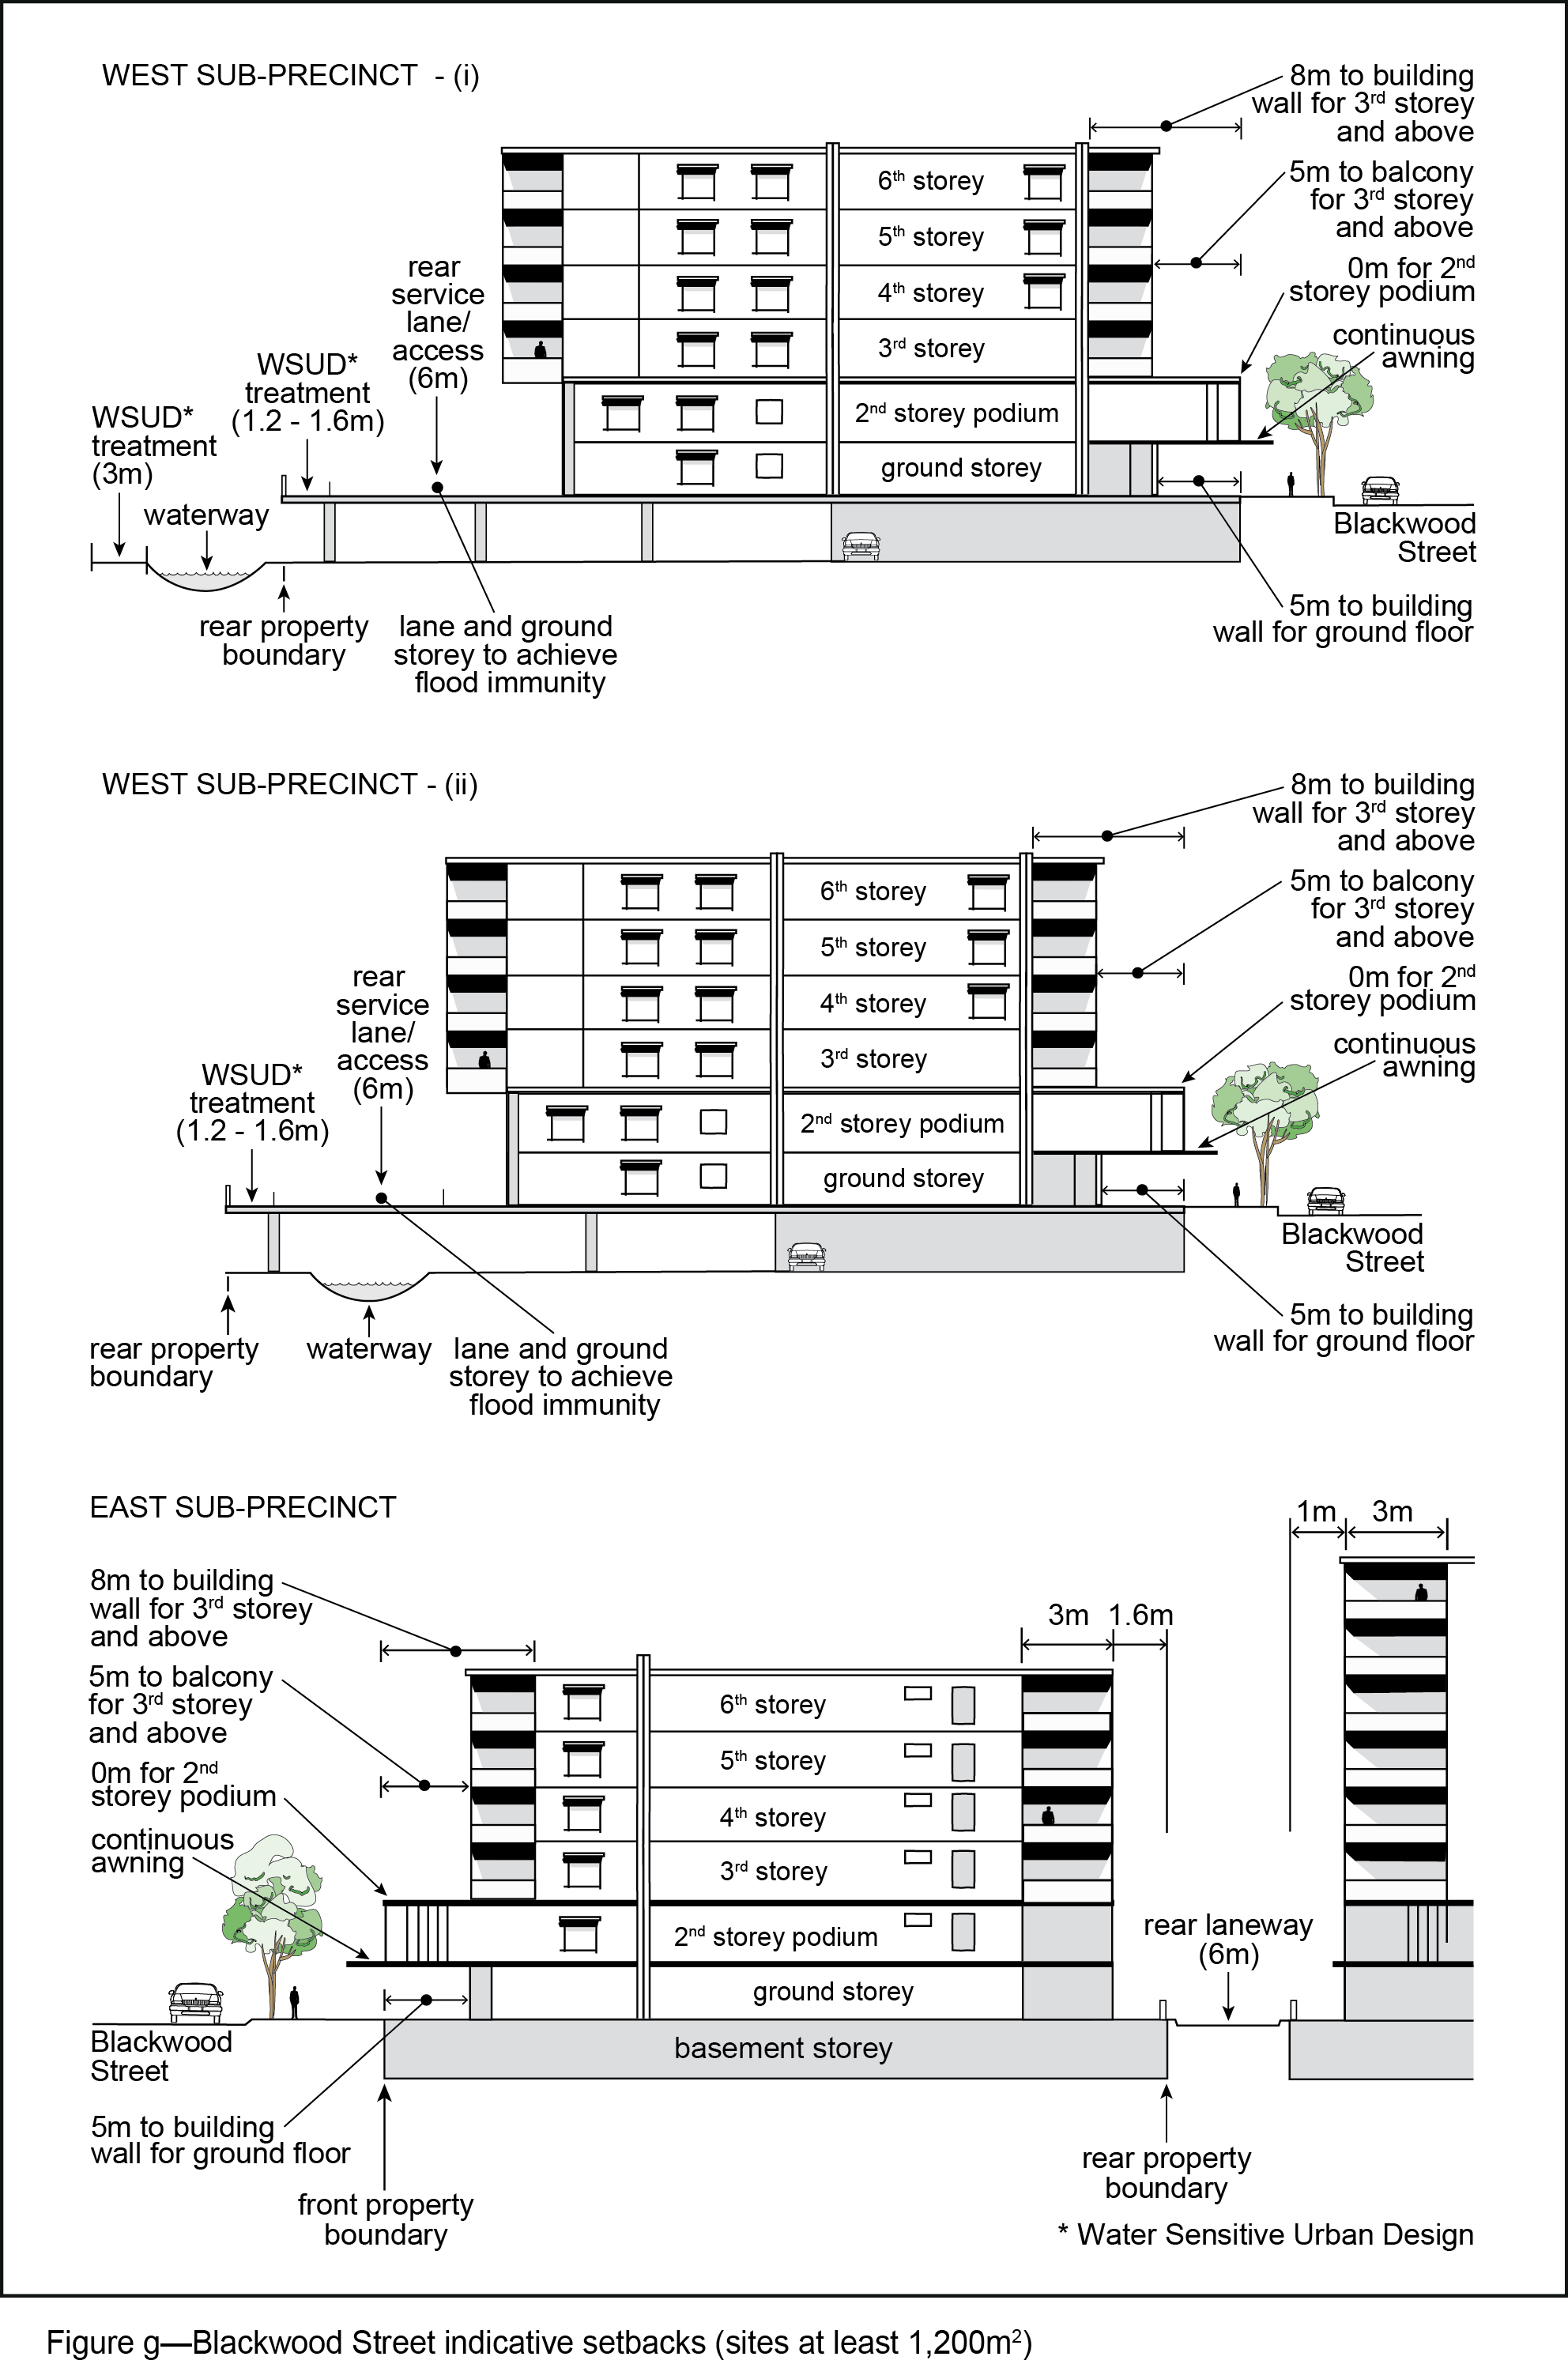 WEST SUB-PRECINCT - (i)
8m to building
wall for 3rd storey
and above
5m to balcony
for 3rd storey
and above
0m for 2nd
storey podium
continuous
awning
6th storey
5th storey
4th storey
3rd storey
2nd storey podium
ground storey
rear
service
lane/
access
(6m)
WSUD*
treatment
(1.2 - 1.6m)
WSUD*
treatment
(3m)
waterway
Blackwood
Street
rear property
boundary
lane and ground
storey to achieve
flood immunity
5m to building
wall for ground floor
WEST SUB-PRECINCT - (ii)
8m to building
wall for 3rd storey
and above
5m to balcony
for 3rd storey
and above
0m for 2nd
storey podium
continuous
awning
6th storey
5th storey
4th storey
3rd storey
2nd storey podium
ground storey
rear
service
lane/
access
(6m)
WSUD*
treatment
(1.2 - 1.6m)
Blackwood
Street
rear property
boundary
waterway
lane and ground
storey to achieve
flood immunity
5m to building
wall for ground floor
EAST SUB-PRECINCT
1m
3m
8m to building
wall for 3rd storey
and above
5m to balcony
for 3rd storey
and above
0m for 2nd
storey podium
continuous
awning
3m
1.6m
6th storey
5th storey
4th storey
3rd storey
2nd storey podium
ground storey
basement storey
rear laneway
(6m)
Blackwood
Street
5m to building
wall for ground floor
front property
boundary
rear property
boundary
* Water Sensitive Urban Design
Figure g—Blackwood Street indicative setbacks (sites at least 1,200m2)